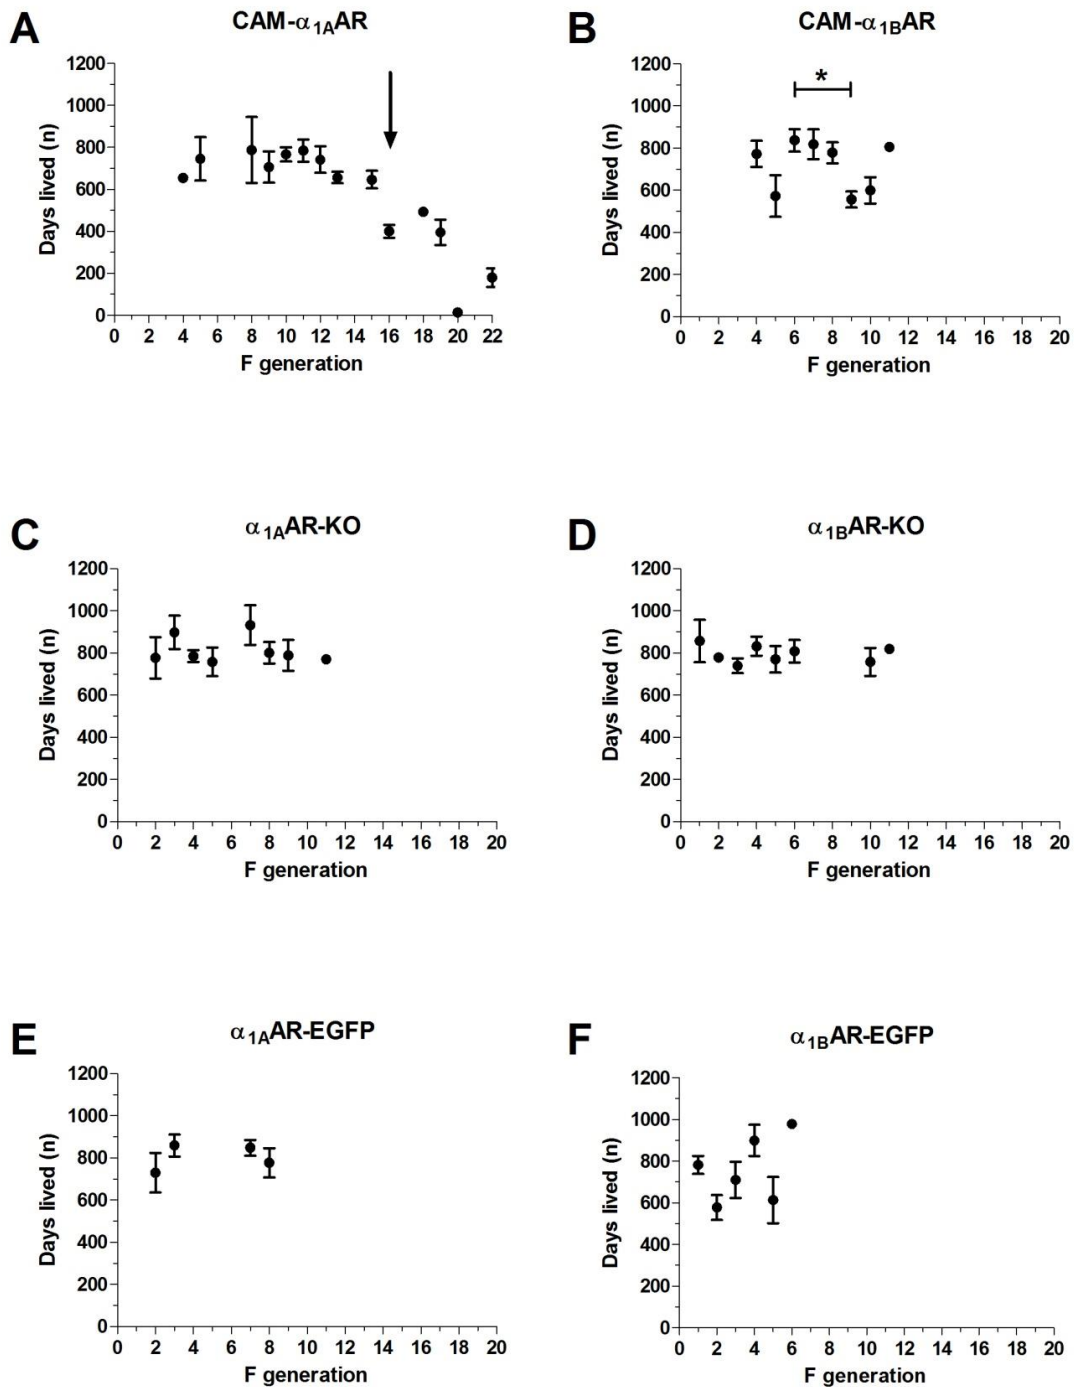 A
CAM-α1AAR
1200
1000
800
600
400
200
0
Days lived (n)
0 2 4 6 8 10 12 14 16 18 20 22
F generation
B
CAM-α1BAR
*
1200
1000
800
600
400
200
0
Days lived (n)
0 2 4 6 8 10 12 14 16 18 20
F generation
C
α1AAR-KO
1200
1000
800
600
400
200
0
Days lived (n)
0 2 4 6 8 10 12 14 16 18 20
F generation
D
α1BAR-KO
1200
1000
800
600
400
200
0
Days lived (n)
0 2 4 6 8 10 12 14 16 18 20
F generation
E
α1AAR-EGFP
1200
1000
800
600
400
200
0
Days lived (n)
0 2 4 6 8 10 12 14 16 18 20
F generation
F
α1BAR-EGFP
1200
1000
800
600
400
200
0
Days lived (n)
0 2 4 6 8 10 12 14 16 18 20
F generation